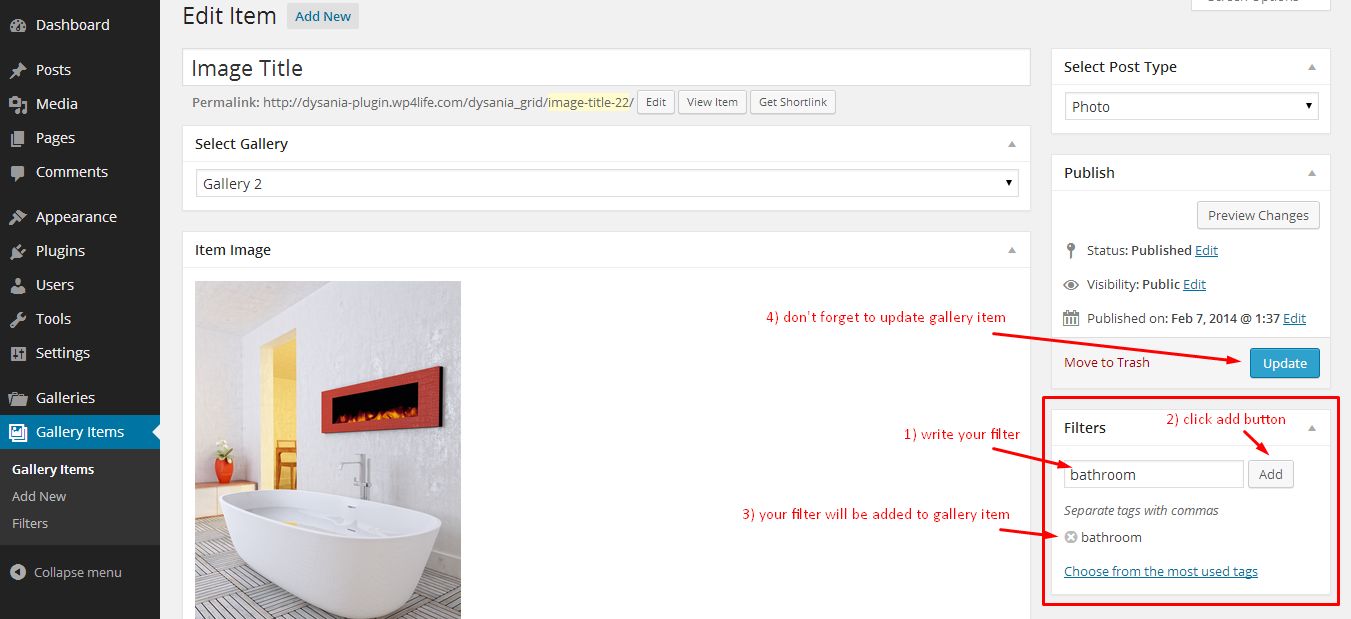 Dashboard
Posts
Media
Pages
Comments
Appearance
Plugins
Users
Tools
Settings
Galleries
Gallery Items
Gallery Items
Add New
Filters
Collapse menu
Edit Item Add New
Image Title
Permalink: http://dysania-plugin.wp4life.com/dysania_grid/image-title-22/ Edit View Item Get Shortlink
Select Gallery
Gallery 2
Item Image
4) don't forget to update gallery item
1) write your filter
3) your filter will be added to gallery item
Screen Options
Select Post Type
Photo
Publish
Preview Changes
Status: Published Edit
Visibility: Public Edit
Published on: Feb 7, 2014 @ 1:37 Edit
Move to Trash Update
2) click add button
Filters
bathroom Add
Separate tags with commas
bathroom
Choose from the most used tags